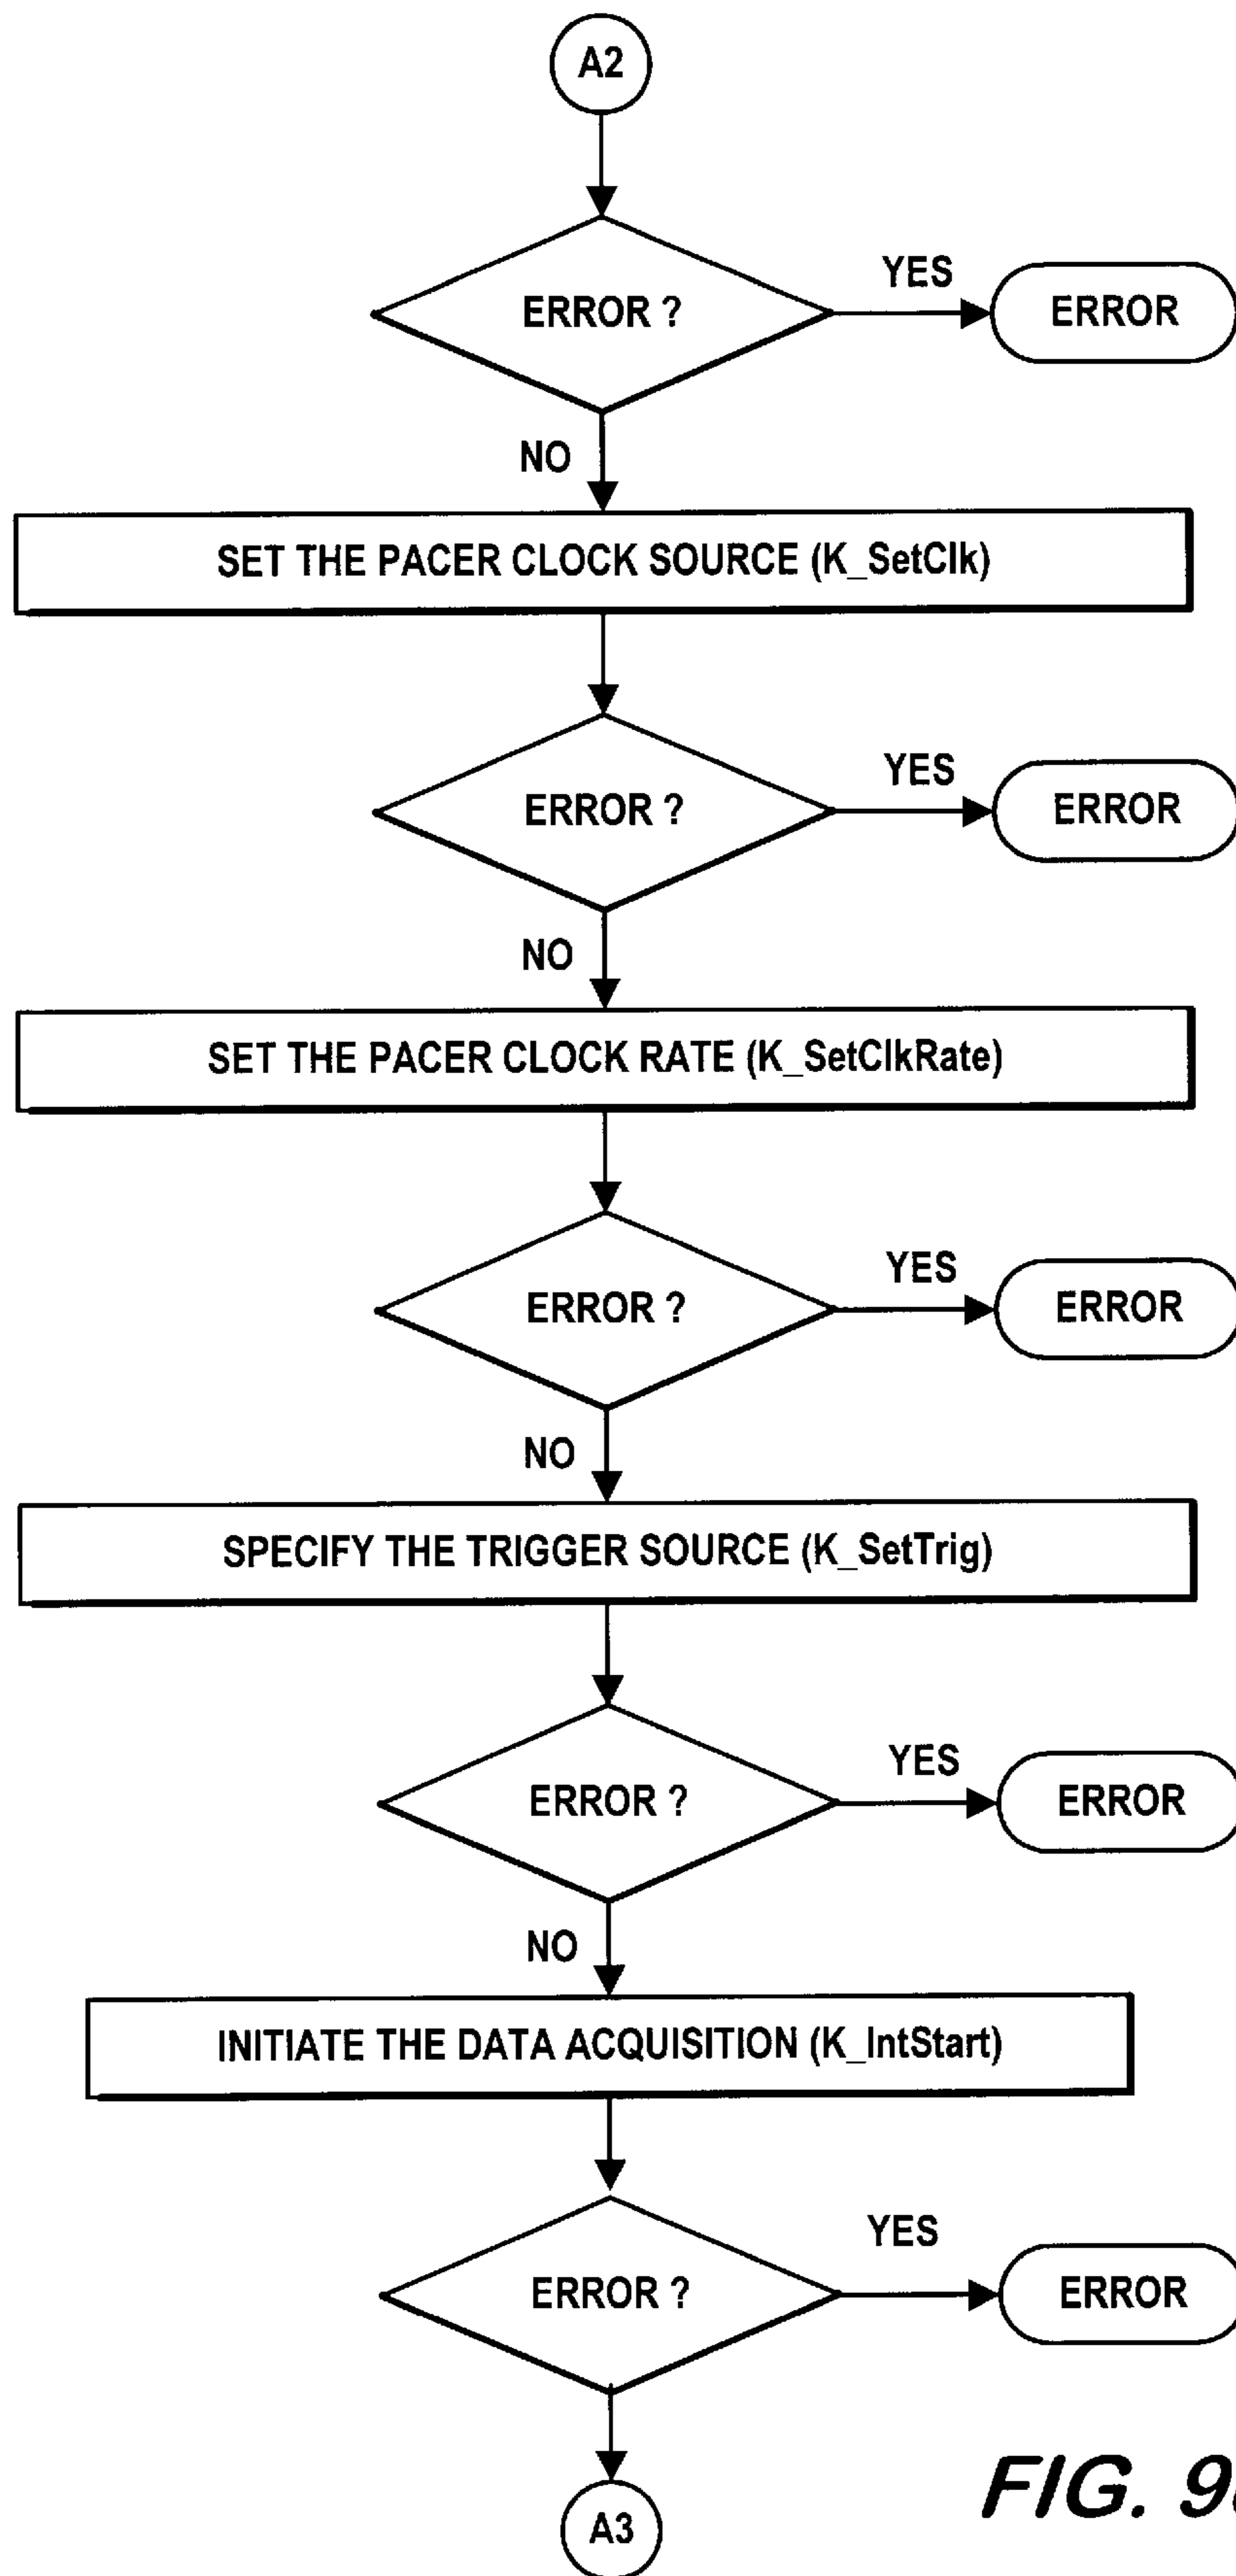 A2
ERROR ?
YES
ERROR
NO
SET THE PACER CLOCK SOURCE (K_SetClk)
ERROR ?
YES
ERROR
NO
SET THE PACER CLOCK RATE (K_SetClkRate)
ERROR ?
YES
ERROR
NO
SPECIFY THE TRIGGER SOURCE (K_SetTrig)
ERROR ?
YES
ERROR
NO
INITIATE THE DATA ACQUISITION (K_IntStart)
ERROR ?
YES
ERROR
A3
FIG.